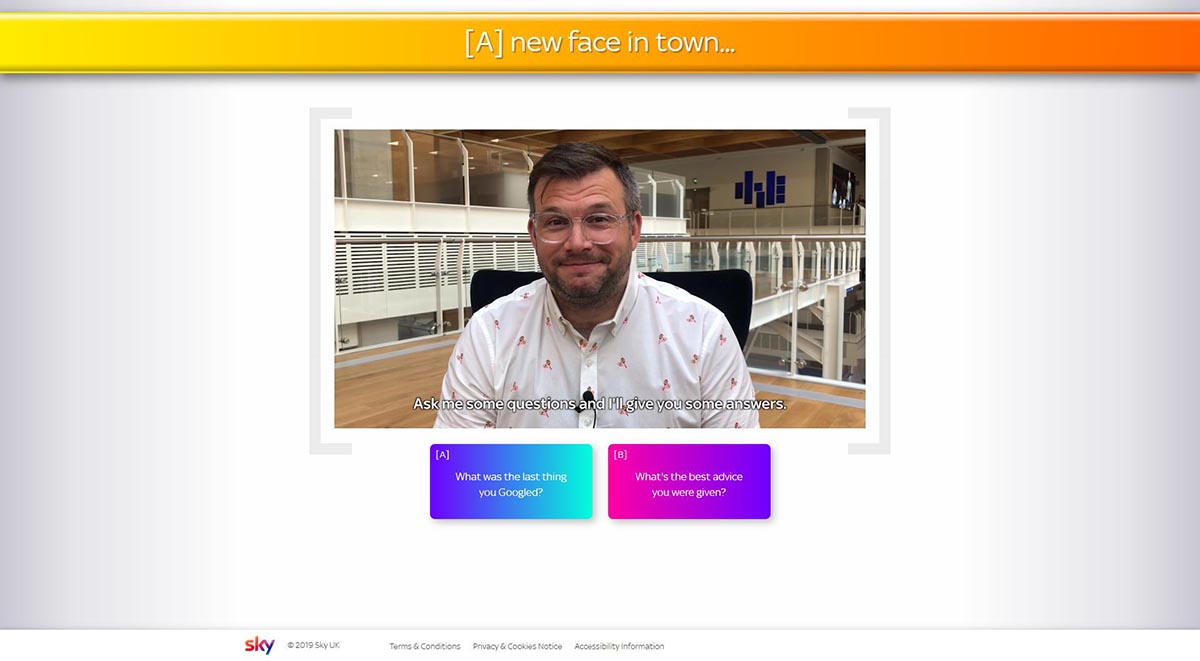 [A] new face in town...
Ask me some questions and I'll give you some answers.
[A]
What was the last thing
you Googled?
[B]
What's the best advice
you were given?
sky © 2019 Sky UK Terms & Conditions Privacy & Cookies Notice Accessibility Information